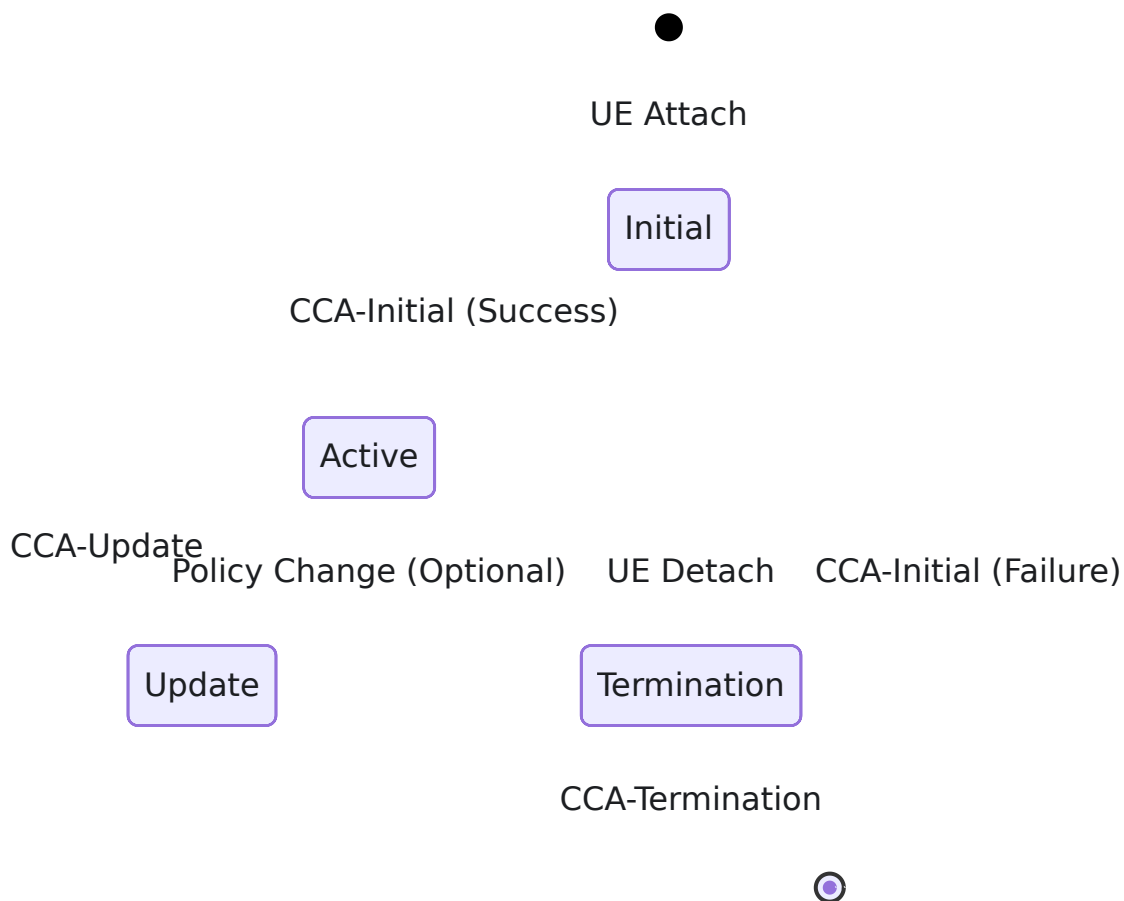 UE Attach
Initial
CCA-Initial (Success)
Active
CCA-Update
Policy Change (Optional)
UE Detach
CCA-Initial (Failure)
Update
Termination
CCA-Termination